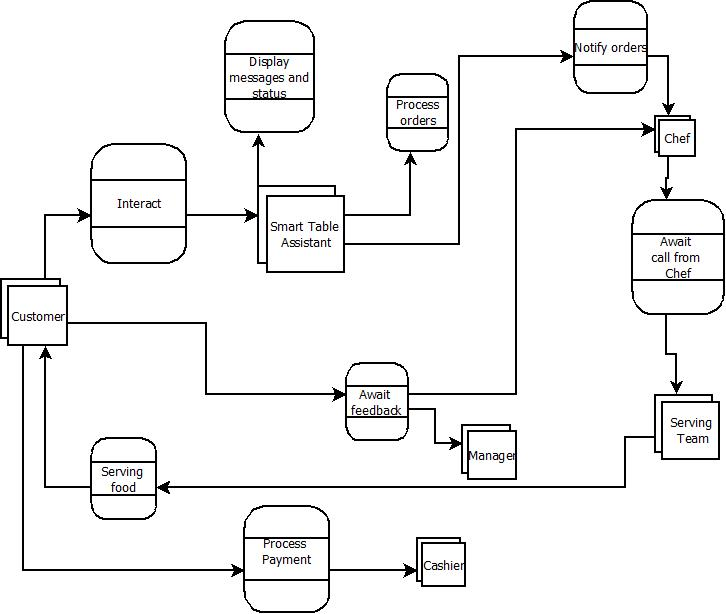 Notify orders
Display
messages and
status
Process
orders
Chef
Interact
Smart Table
Assistant
Await
call from
Chef
Customer
Await
feedback
Serving
Team
Manager
Serving
food
Process
Payment
Cashier